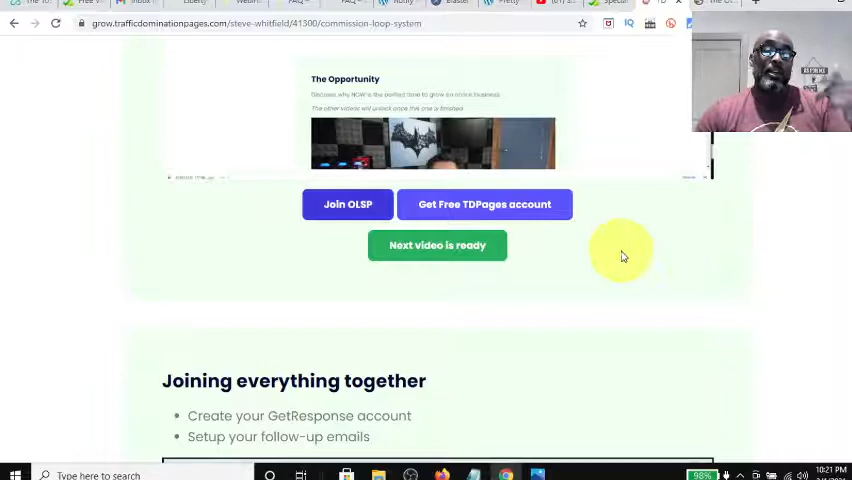 grow.trafficdominationpages.com/steve-whitfield/41300/commission-loop-system
The Opportunity
Discover why NOW is the perfect time to grow an online business.
The other videos will unlock once this one is finished
Join OLSP
Get Free TDPages account
Next video is ready
Joining everything together
Create your GetResponse account
Setup your follow-up emails
Type here to search
98%
10:21 PM